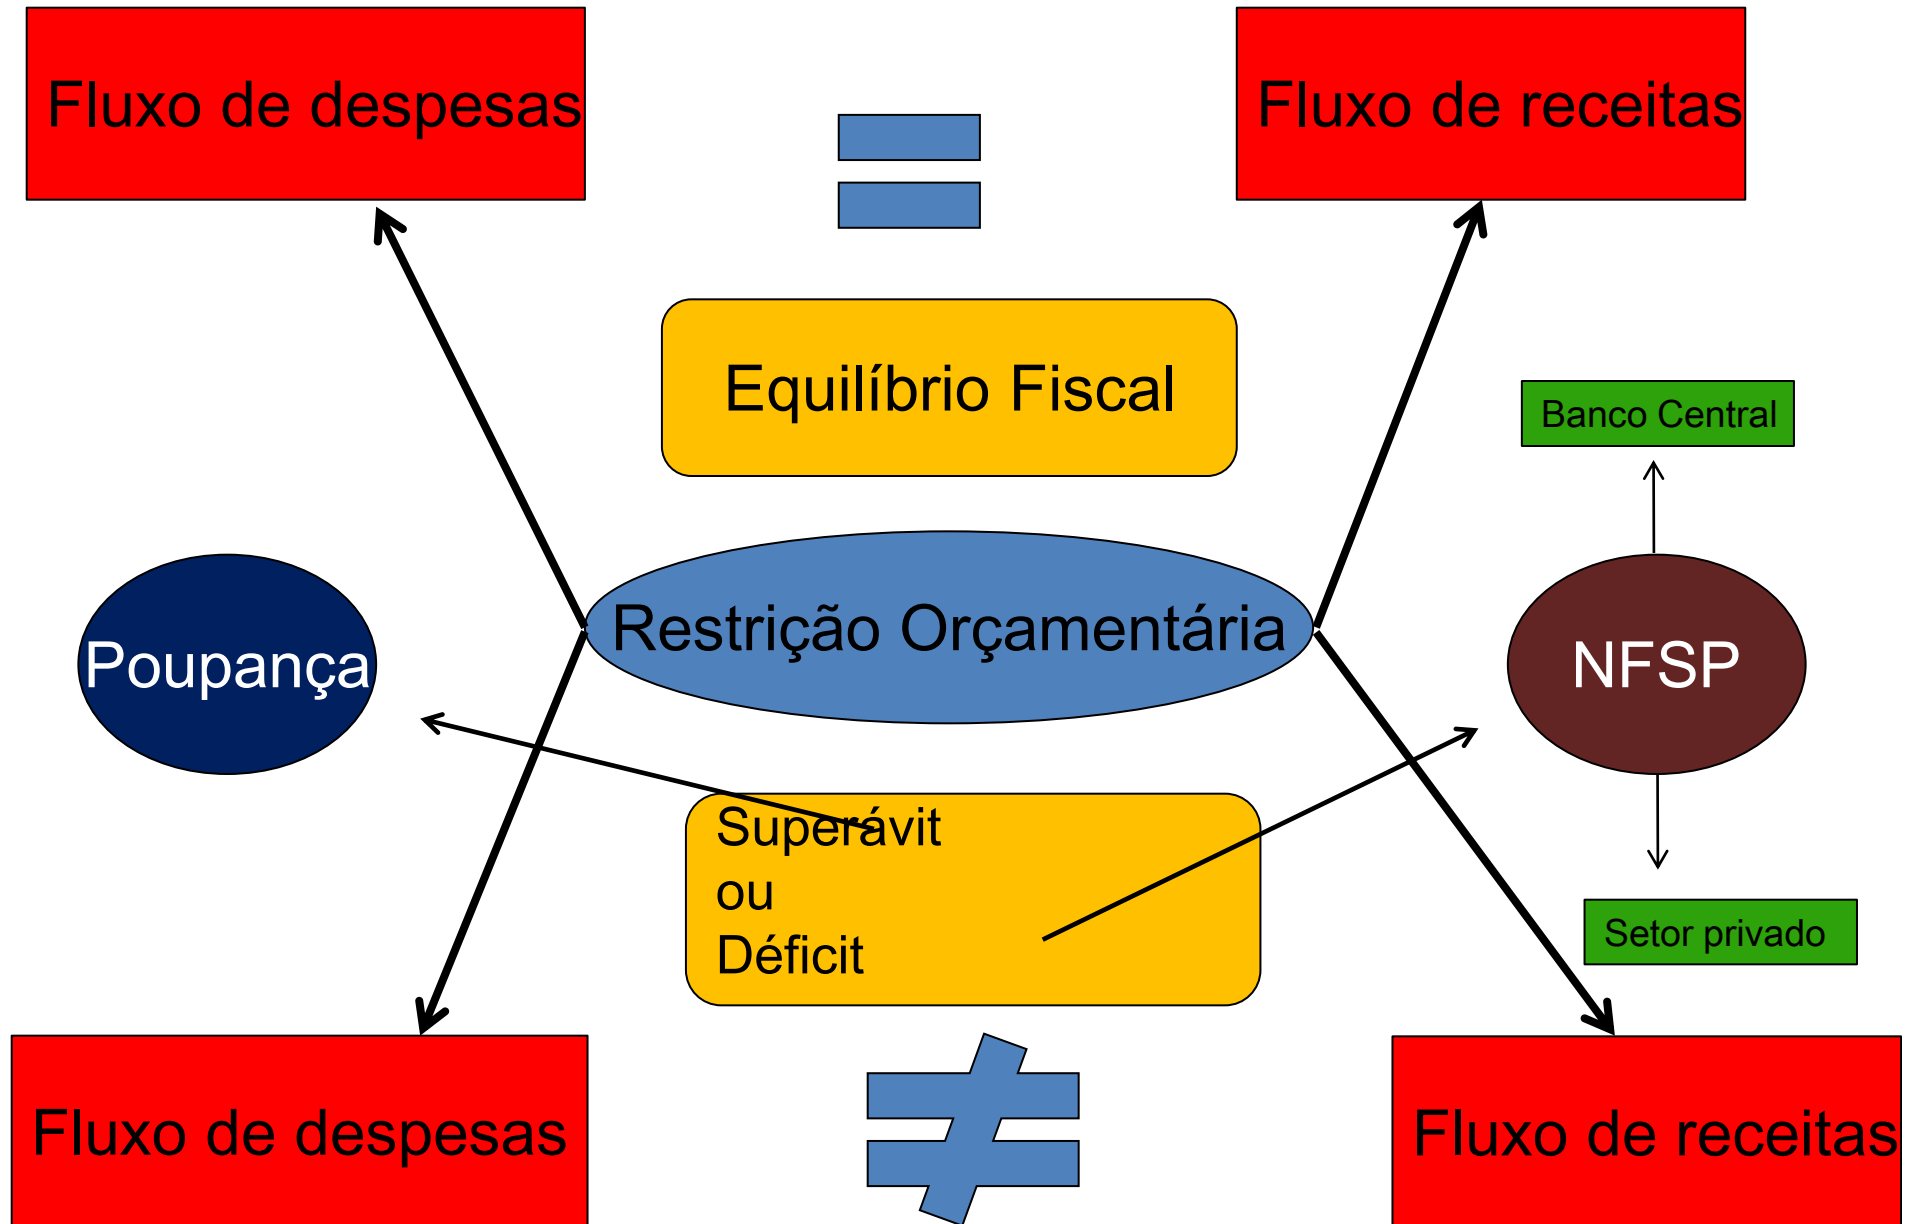 Fluxo de despesas
Fluxo de receitas
Equilíbrio Fiscal
Banco Central
Restrição Orçamentária
Poupança
NFSP
Superávit
ou
Déficit
Setor privado
Fluxo de despesas
Fluxo de receitas